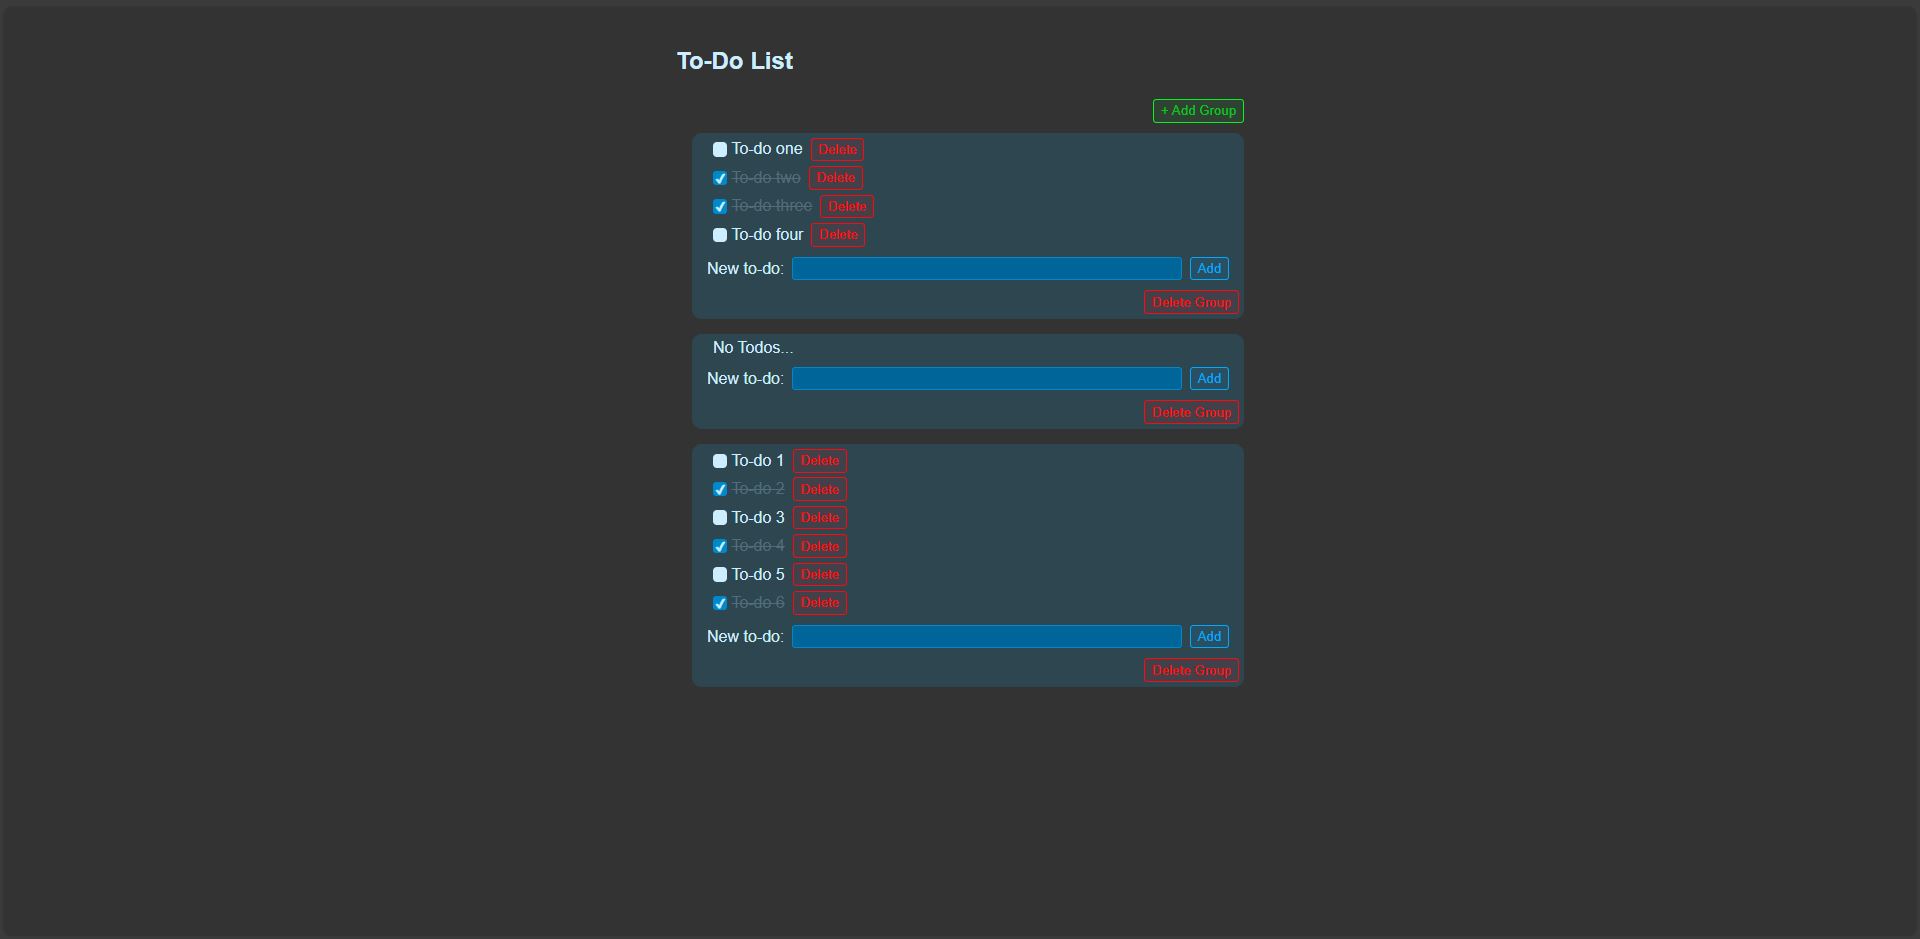 To-Do List
+ Add Group
To-do one Delete
To-do two Delete
To-do three Delete
To-do four Delete
New to-do: Add
Delete Group
No Todos...
New to-do: Add
Delete Group
To-do 1 Delete
To-do 2 Delete
To-do 3 Delete
To-do 4 Delete
To-do 5 Delete
To-do 6 Delete
New to-do: Add
Delete Group